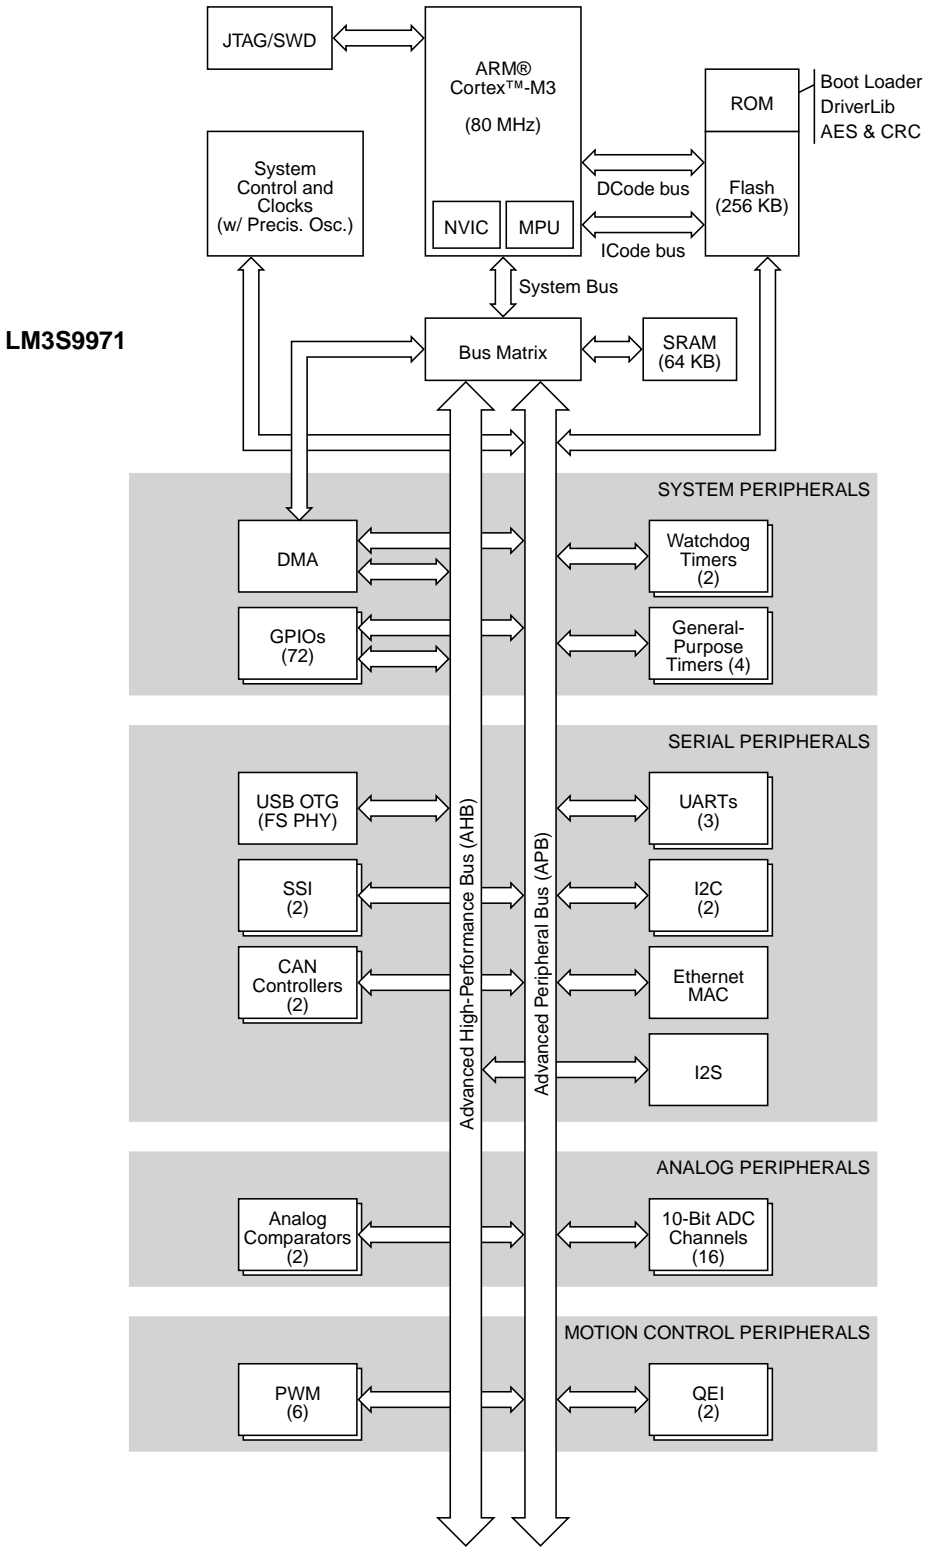 JTAG/SWD
ARM®
Cortex™-M3
(80 MHz)
NVIC
MPU
ROM
Boot Loader
DriverLib
AES & CRC
Flash
(256 KB)
DCode bus
ICode bus
System
Control and
Clocks
(w/ Precis. Osc.)
System Bus
LM3S9971
Bus Matrix
SRAM
(64 KB)
SYSTEM PERIPHERALS
DMA
Watchdog
Timers
(2)
GPIOs
(72)
General-
Purpose
Timers (4)
SERIAL PERIPHERALS
USB OTG
(FS PHY)
UARTs
(3)
SSI
(2)
I2C
(2)
CAN
Controllers
(2)
Ethernet
MAC
I2S
Advanced High-Performance Bus (AHB)
Advanced Peripheral Bus (APB)
ANALOG PERIPHERALS
Analog
Comparators
(2)
10-Bit ADC
Channels
(16)
MOTION CONTROL PERIPHERALS
PWM
(6)
QEI
(2)